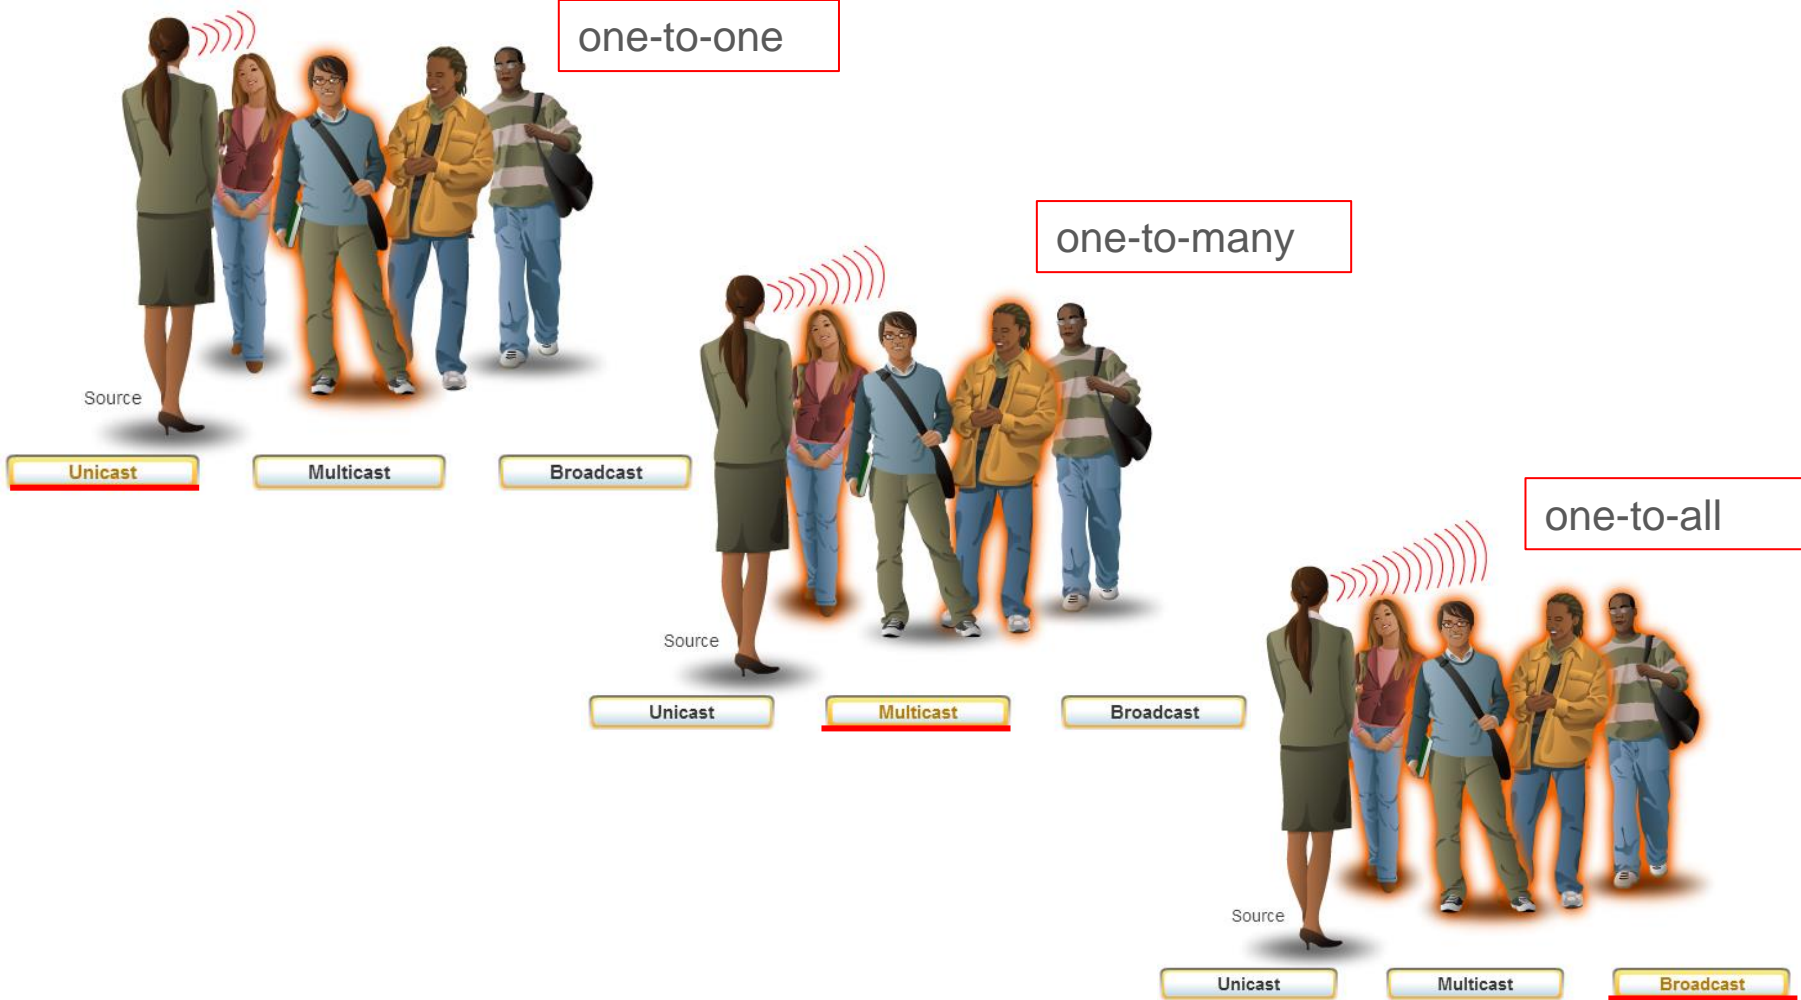 one-to-one
Source
Unicast
Multicast
Broadcast
one-to-many
Source
Unicast
Multicast
Broadcast
one-to-all
Source
Unicast
Multicast
Broadcast